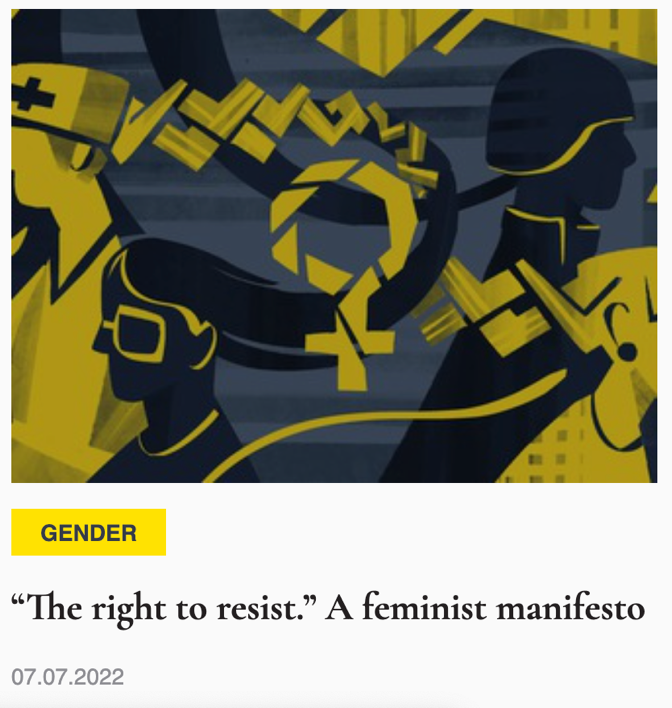 GENDER
“The right to resist.” A feminist manifesto
07.07.2022